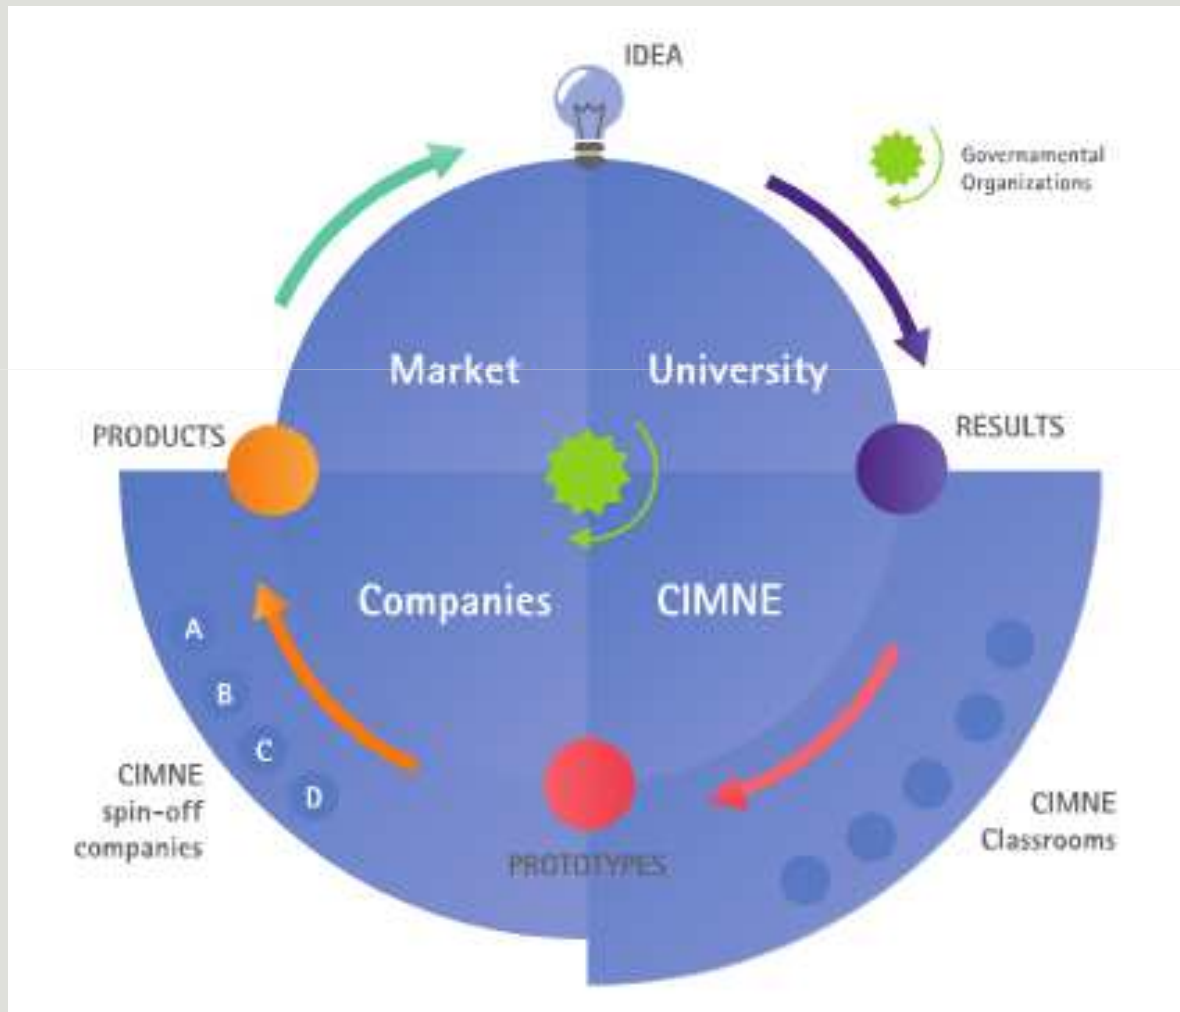 IDEA
Governamental
Organizations
Market
University
PRODUCTS
RESULTS
Companies
CIMNE
A
B
C
D
CIMNE
spin-off
companies
CIMNE
Classrooms
PROTOTYPES